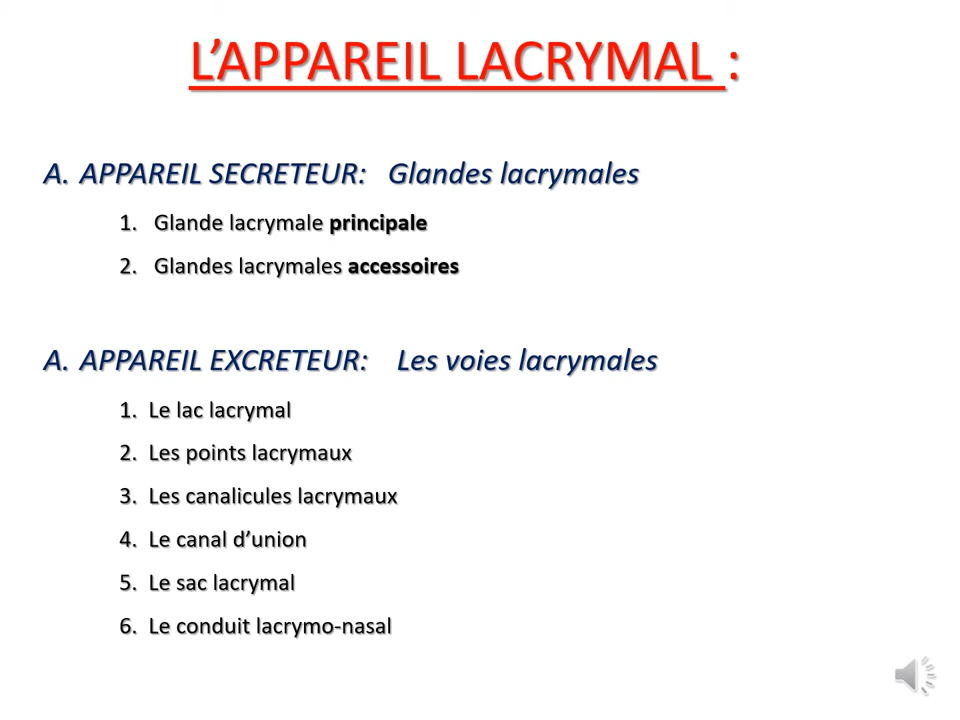 L’APPAREIL LACRYMAL :
A. APPAREIL SECRETEUR: Glandes lacrymales
1. Glande lacrymale principale
2. Glandes lacrymales accessoires
A. APPAREIL EXCRETEUR: Les voies lacrymales
1. Le lac lacrymal
2. Les points lacrymaux
3. Les canalicules lacrymaux
4. Le canal d’union
5. Le sac lacrymal
6. Le conduit lacrymo-nasal